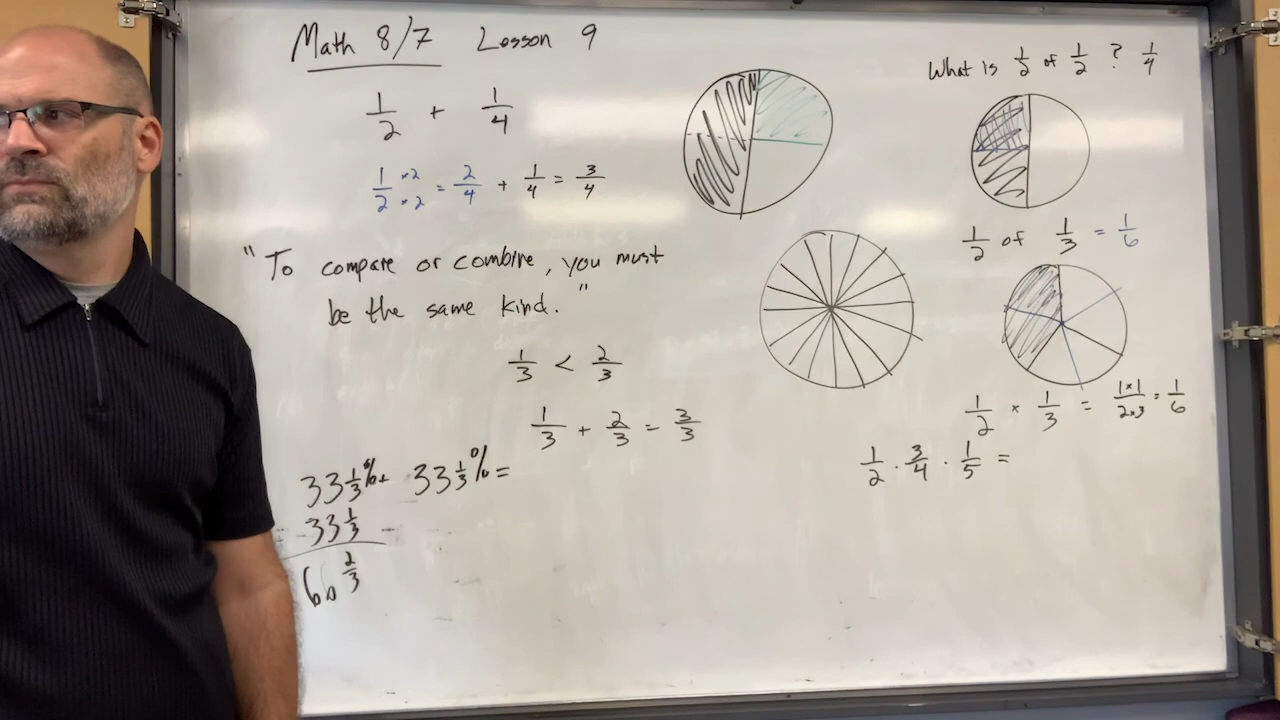 Math 8/7 Lesson 9
1/2 + 1/4
1/2 ×2 ×2 = 2/4 + 1/4 = 3/4
"To compare or combine, you must
be the same kind."
1/3 < 2/3
1/3 + 2/3 = 3/3
33 1/3 % + 33 1/3 % =
33 1/3
66 2/3
What is 1/2 of 1/2 ? 1/4
1/2 of 1/3 = 1/6
1/2 × 1/3 = 1×1/2×3 = 1/6
1/2 · 3/4 · 1/5 =